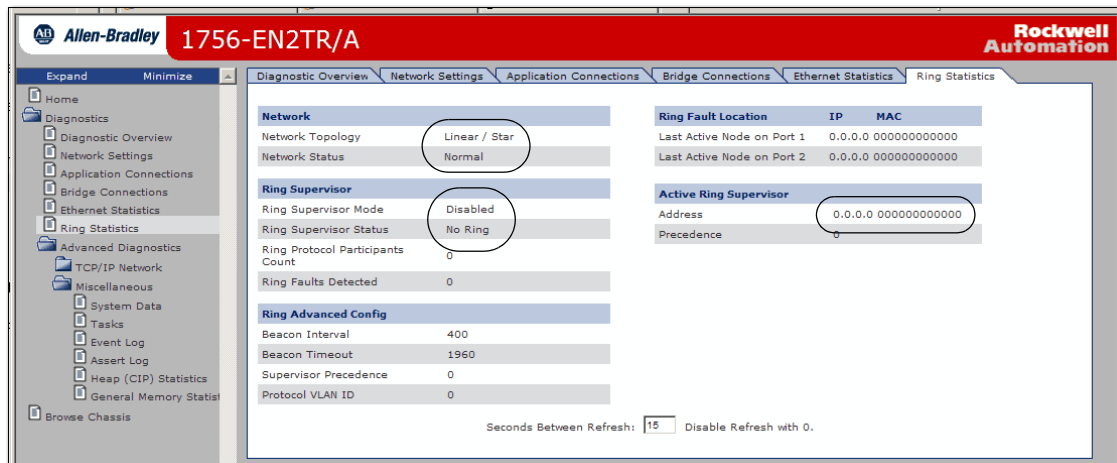 AB Allen-Bradley 1756-EN2TR/A Rockwell Automation
Expand Minimize
Home
Diagnostics
Diagnostic Overview
Network Settings
Application Connections
Bridge Connections
Ethernet Statistics
Ring Statistics
Advanced Diagnostics
TCP/IP Network
Miscellaneous
System Data
Tasks
Event Log
Assert Log
Heap (CIP) Statistics
General Memory Statist
Browse Chassis
Diagnostic Overview Network Settings Application Connections Bridge Connections Ethernet Statistics Ring Statistics
Network
Network Topology Linear / Star
Network Status Normal
Ring Supervisor
Ring Supervisor Mode Disabled
Ring Supervisor Status No Ring
Ring Protocol Participants Count 0
Ring Faults Detected 0
Ring Advanced Config
Beacon Interval 400
Beacon Timeout 1960
Supervisor Precedence 0
Protocol VLAN ID 0
Ring Fault Location IP MAC
Last Active Node on Port 1 0.0.0.0 000000000000
Last Active Node on Port 2 0.0.0.0 000000000000
Active Ring Supervisor
Address 0.0.0.0 000000000000
Precedence 0
Seconds Between Refresh: 15 Disable Refresh with 0.